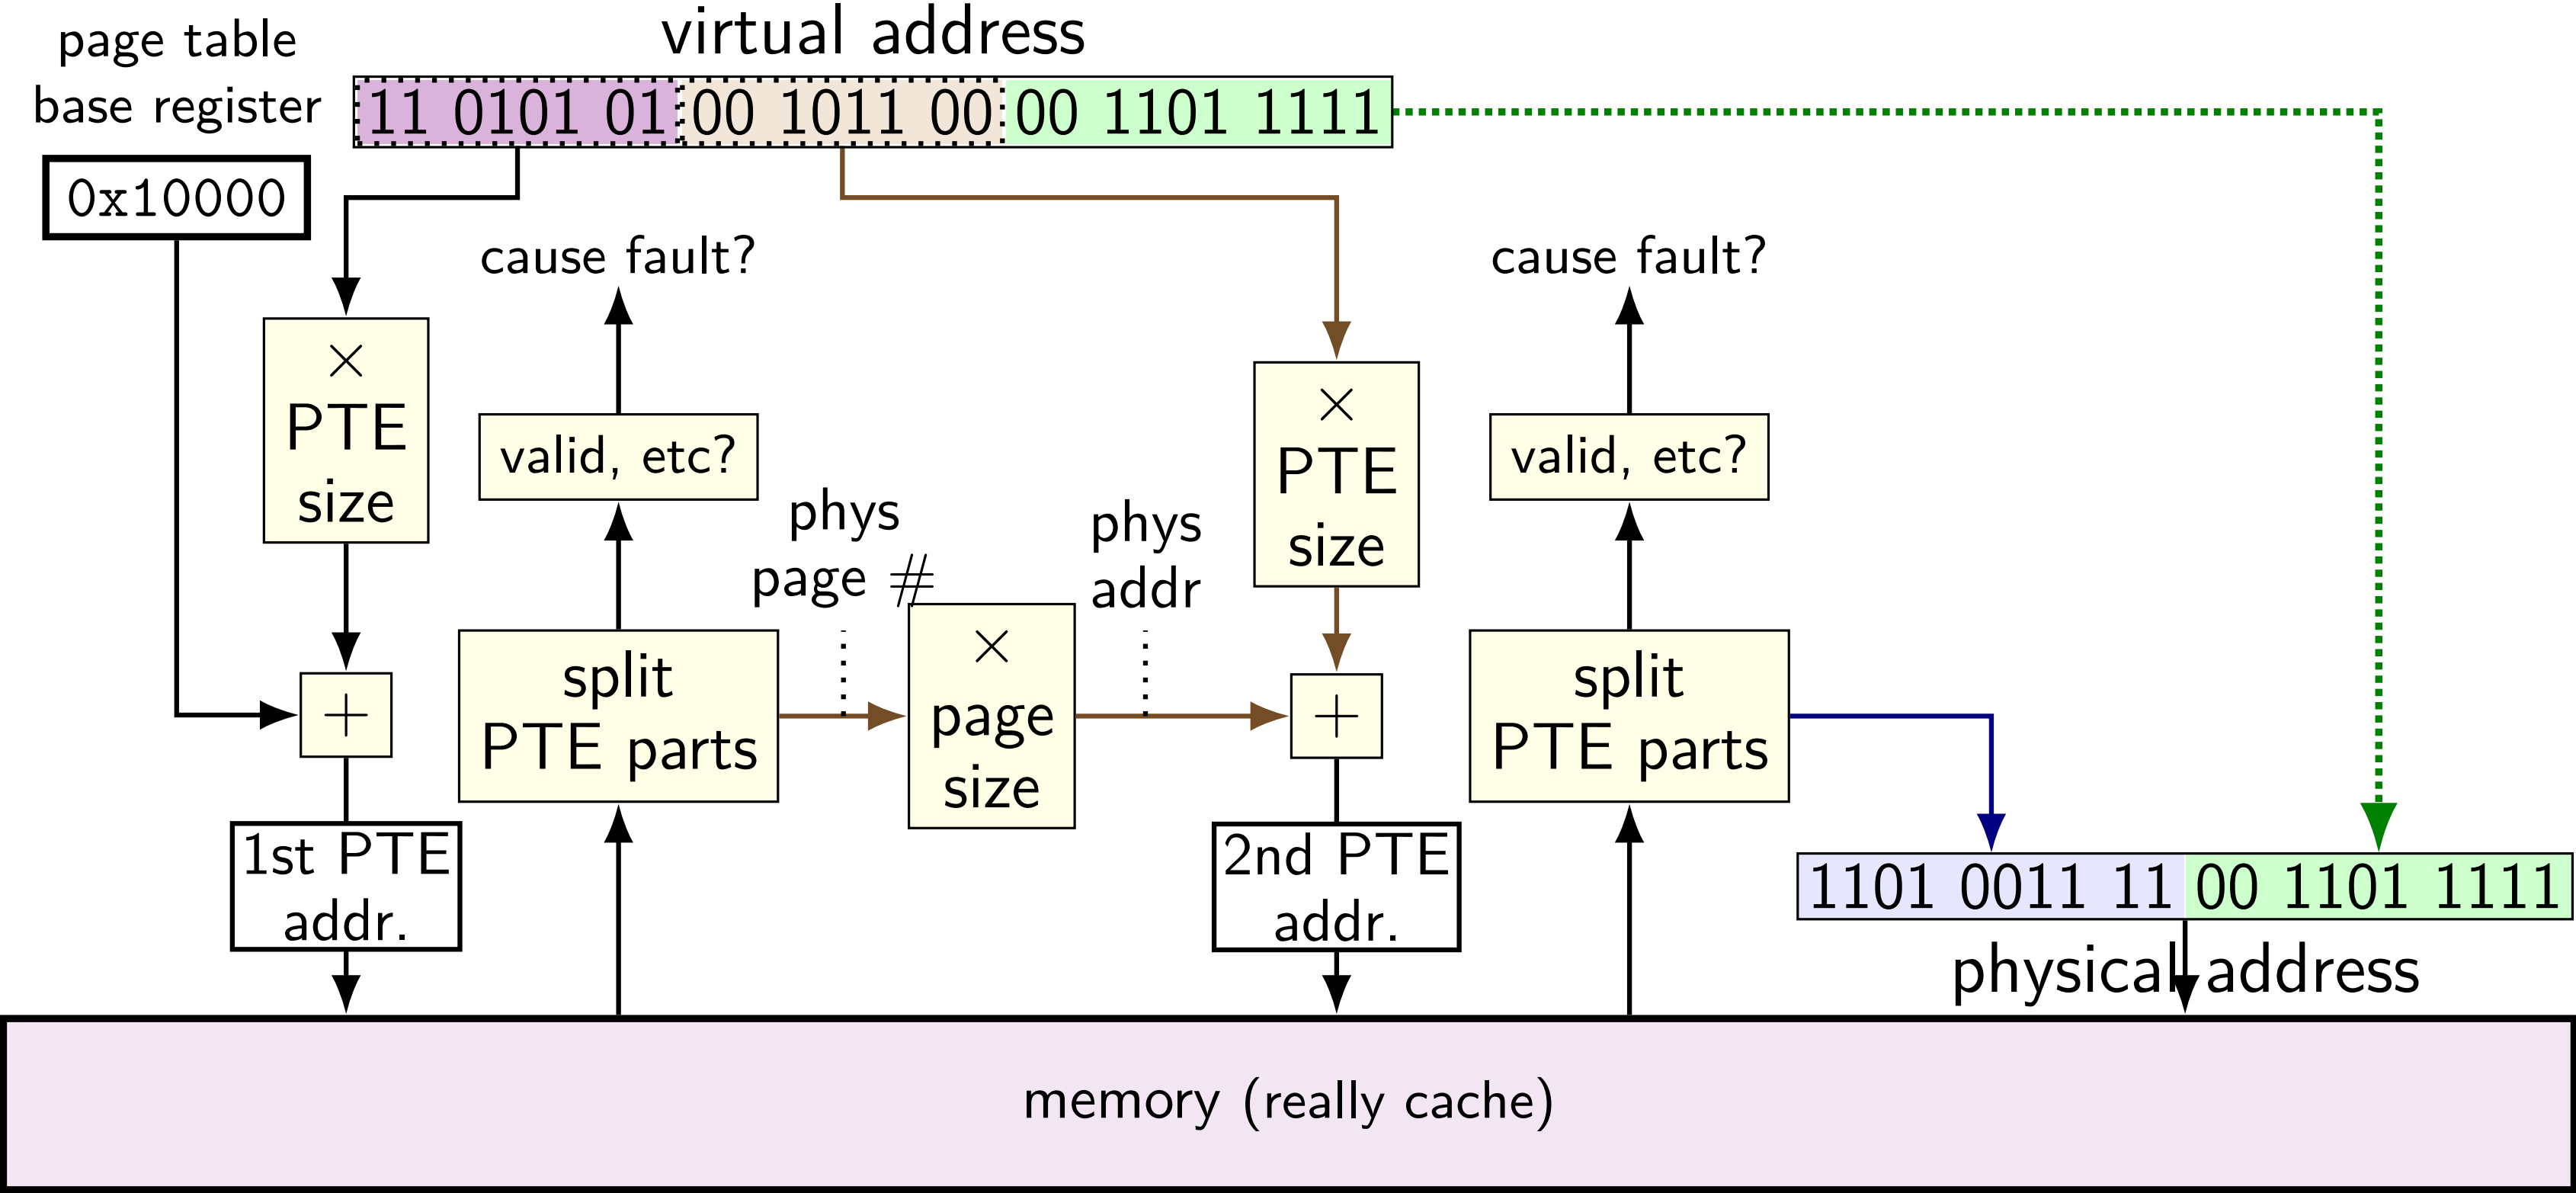 virtual address
page table
base register
11 0101 01 00 1011 00 00 1101 1111
0x10000
cause fault?
cause fault?
×
PTE
size
valid, etc?
×
PTE
size
valid, etc?
phys
page #
phys
addr
split
PTE parts
×
page
size
split
PTE parts
+
+
1st PTE
addr.
2nd PTE
addr.
1101 0011 11 00 1101 1111
physical address
memory (really cache)